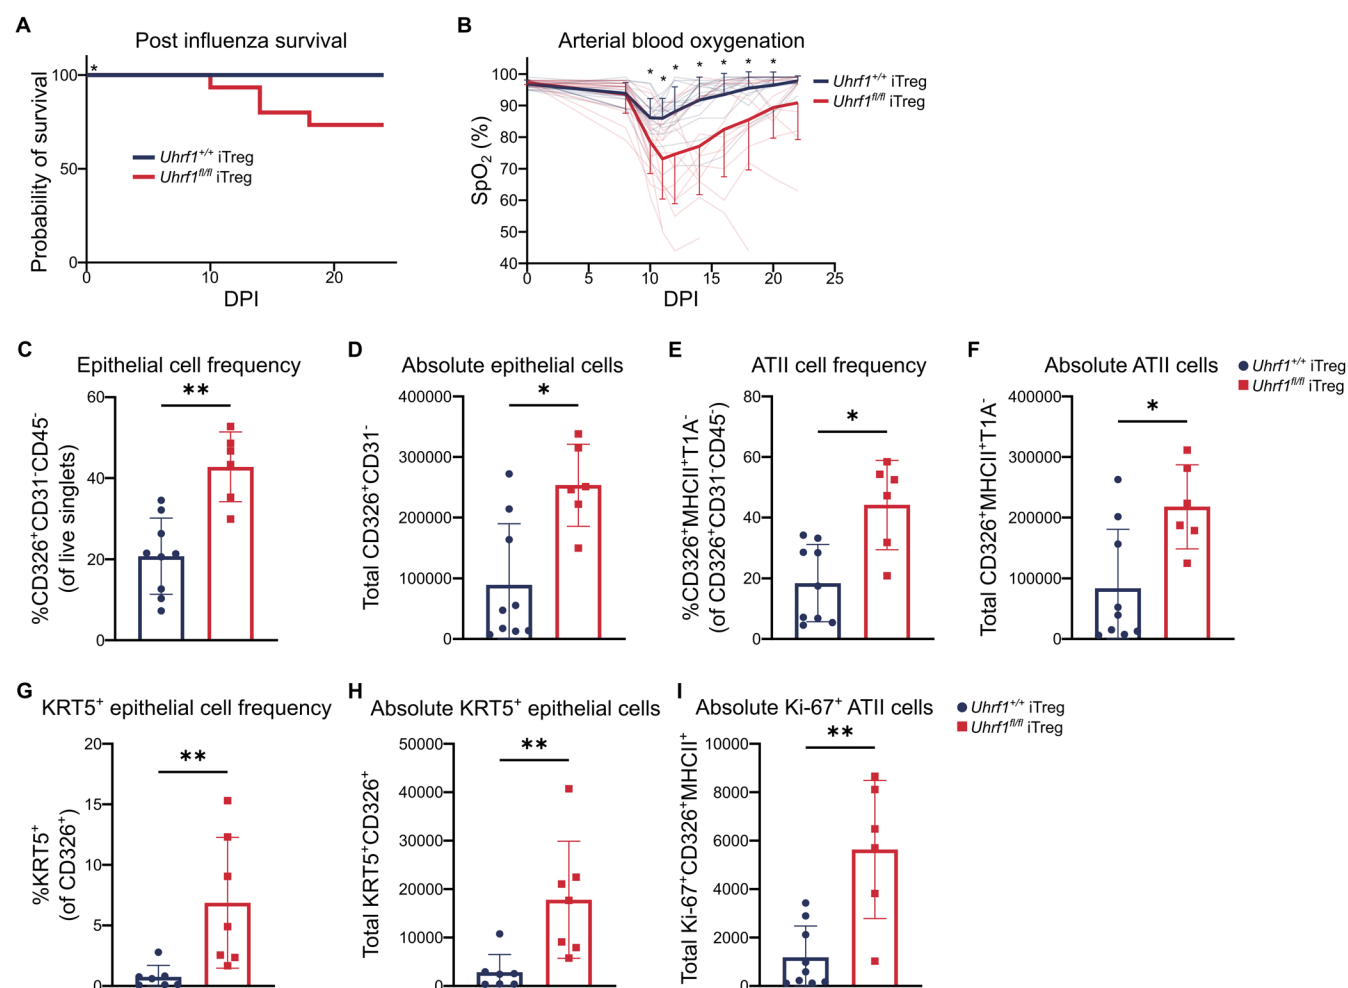 A
Post influenza survival
Probability of survival
*
100
50
0
0 10 20
DPI
Uhrf1+/+ iTreg
Uhrf1fl/fl iTreg
B
Arterial blood oxygenation
SpO2 (%)
100
90
80
70
60
50
40
* * * * * * *
0 5 10 15 20 25
DPI
Uhrf1+/+ iTreg
Uhrf1fl/fl iTreg
C
Epithelial cell frequency
%CD326+CD31-CD45-
(of live singlets)
**
60
40
20
0
D
Absolute epithelial cells
Total CD326+CD31-
*
400000
300000
200000
100000
0
E
ATII cell frequency
%CD326+MHCII+T1A-
(of CD326+CD31-CD45-)
*
80
60
40
20
0
F
Absolute ATII cells
Total CD326+MHCII+T1A-
*
400000
300000
200000
100000
0
Uhrf1+/+ iTreg
Uhrf1fl/fl iTreg
G
KRT5+ epithelial cell frequency
%KRT5+
(of CD326+)
**
20
15
10
5
0
H
Absolute KRT5+ epithelial cells
Total KRT5+CD326+
**
50000
40000
30000
20000
10000
0
I
Absolute Ki-67+ ATII cells
Total Ki-67+CD326+MHCII+
**
10000
8000
6000
4000
2000
0
Uhrf1+/+ iTreg
Uhrf1fl/fl iTreg